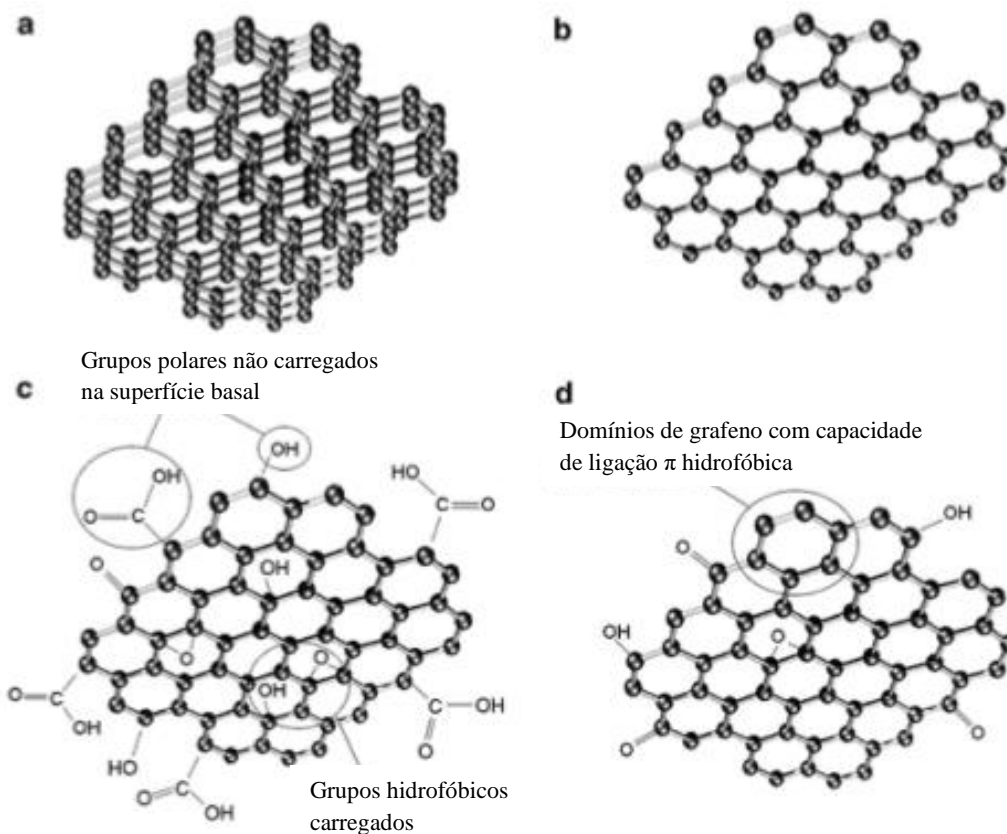 a
b
Grupos polares não carregados
na superfície basal
c
OH
OH
O
C
HO
C
O
O
OH
O
O
OH
O
C
OH
HO
O
C
OH
C
OH
O
Grupos hidrofóbicos
carregados
d
Domínios de grafeno com capacidade
de ligação π hidrofóbica
OH
O
OH
O
O
O